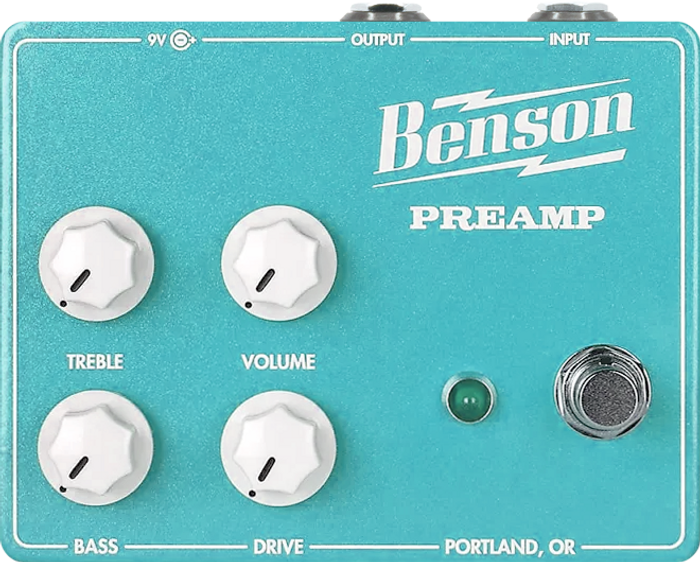 9V
OUTPUT
INPUT
Benson
PREAMP
TREBLE
VOLUME
BASS
DRIVE
PORTLAND, OR